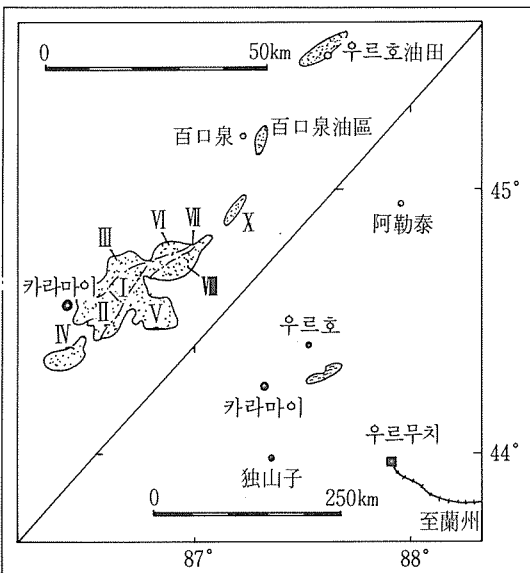 0 50km
우르호油田
百口泉
百口泉油區
X
45°
阿勒泰
Ⅵ Ⅶ
Ⅲ
Ⅷ
카라마이
Ⅰ
Ⅱ
Ⅴ
Ⅳ
우르호
카라마이
우르무치
44°
独山子
0 250km
至蘭州
87° 88°